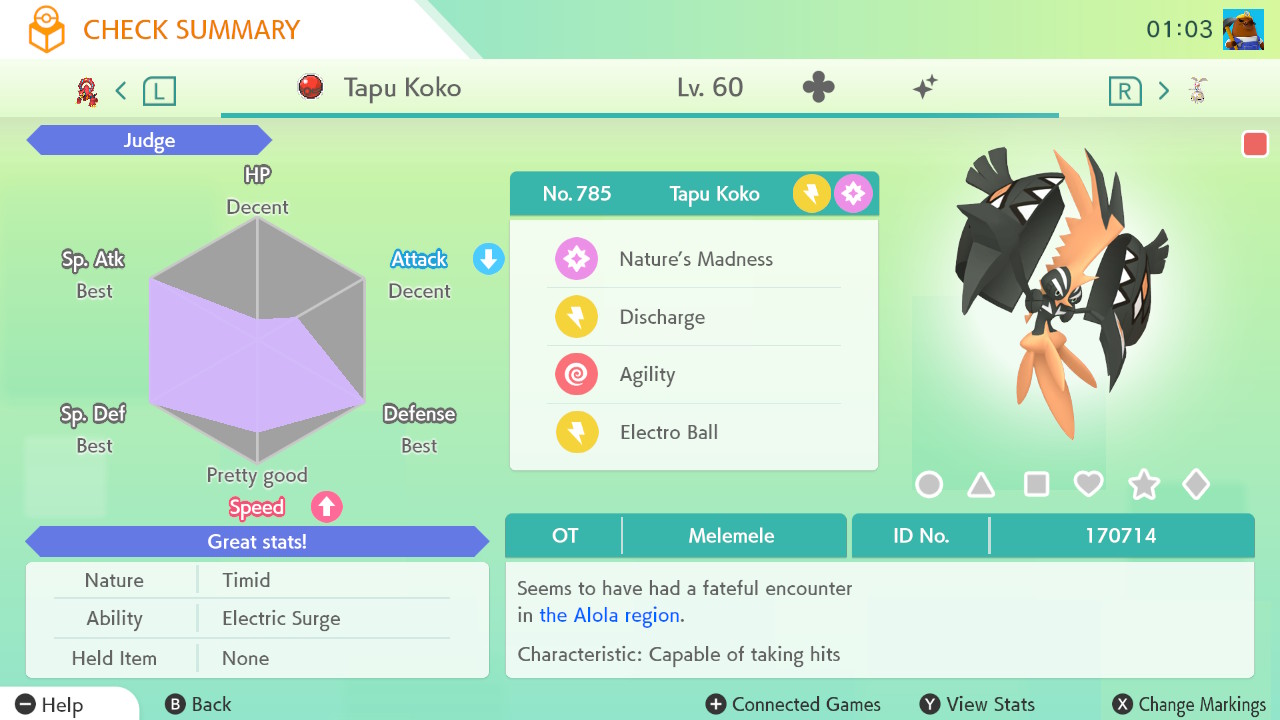 CHECK SUMMARY
01:03
L
Tapu Koko
Lv. 60
R
Judge
HP
Decent
Sp. Atk
Best
Attack
Decent
Sp. Def
Best
Defense
Best
Pretty good
Speed
Great stats!
Nature Timid
Ability Electric Surge
Held Item None
No. 785 Tapu Koko
Nature's Madness
Discharge
Agility
Electro Ball
OT Melemele
ID No. 170714
Seems to have had a fateful encounter
in the Alola region.
Characteristic: Capable of taking hits
Help
B Back
Connected Games
Y View Stats
X Change Markings